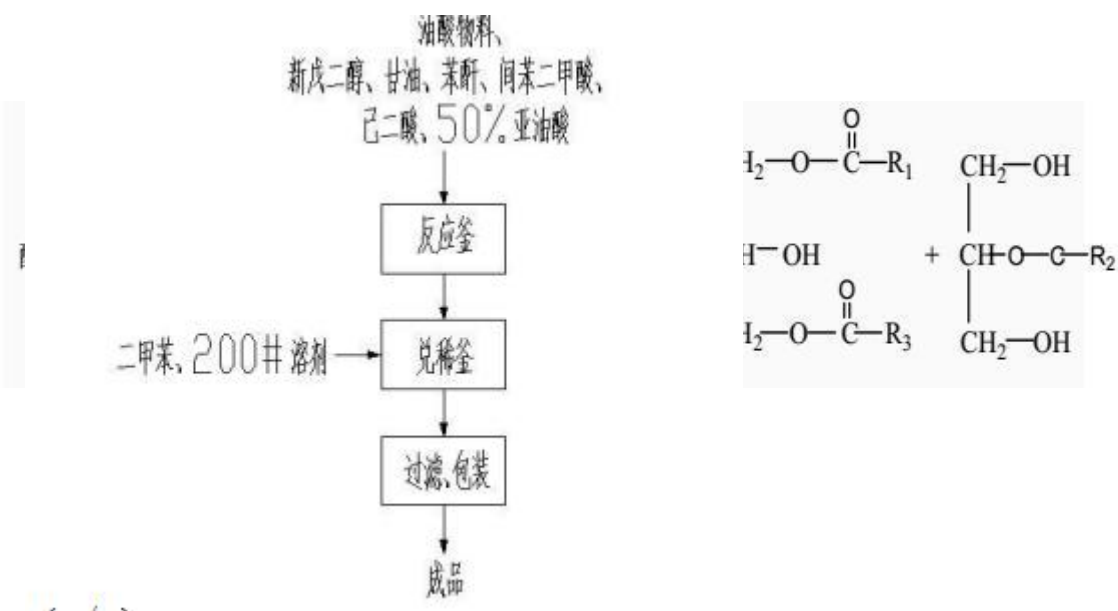 油酸物料、
新戊二醇、甘油、苯酐、间苯二甲酸、
己二酸、50%亚油酸
反应釜
二甲苯、200#溶剂
兑稀釜
过滤、包装
成品
O
H₂—O—C—R₁
H—OH
O
H₂—O—C—R₃
+
CH₂—OH
CH—O—C—R₂
CH₂—OH